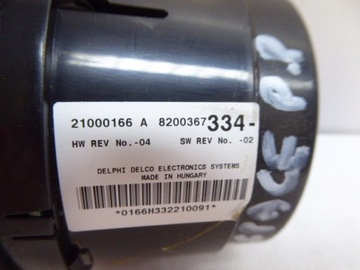 21000166 A 8200367334-
HW REV No.-04 SW REV No. -02
DELPHI DELCO ELECTRONICS SYSTEMS
MADE IN HUNGARY
*0166H332210091*